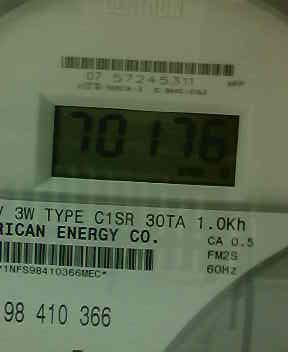 07 57245311
70176
V 3W TYPE C1SR 30TA 1.0Kh
RICAN ENERGY CO.
CA 0.5
FM2S
*1NFS98410366MEC*
60Hz
98 410 366